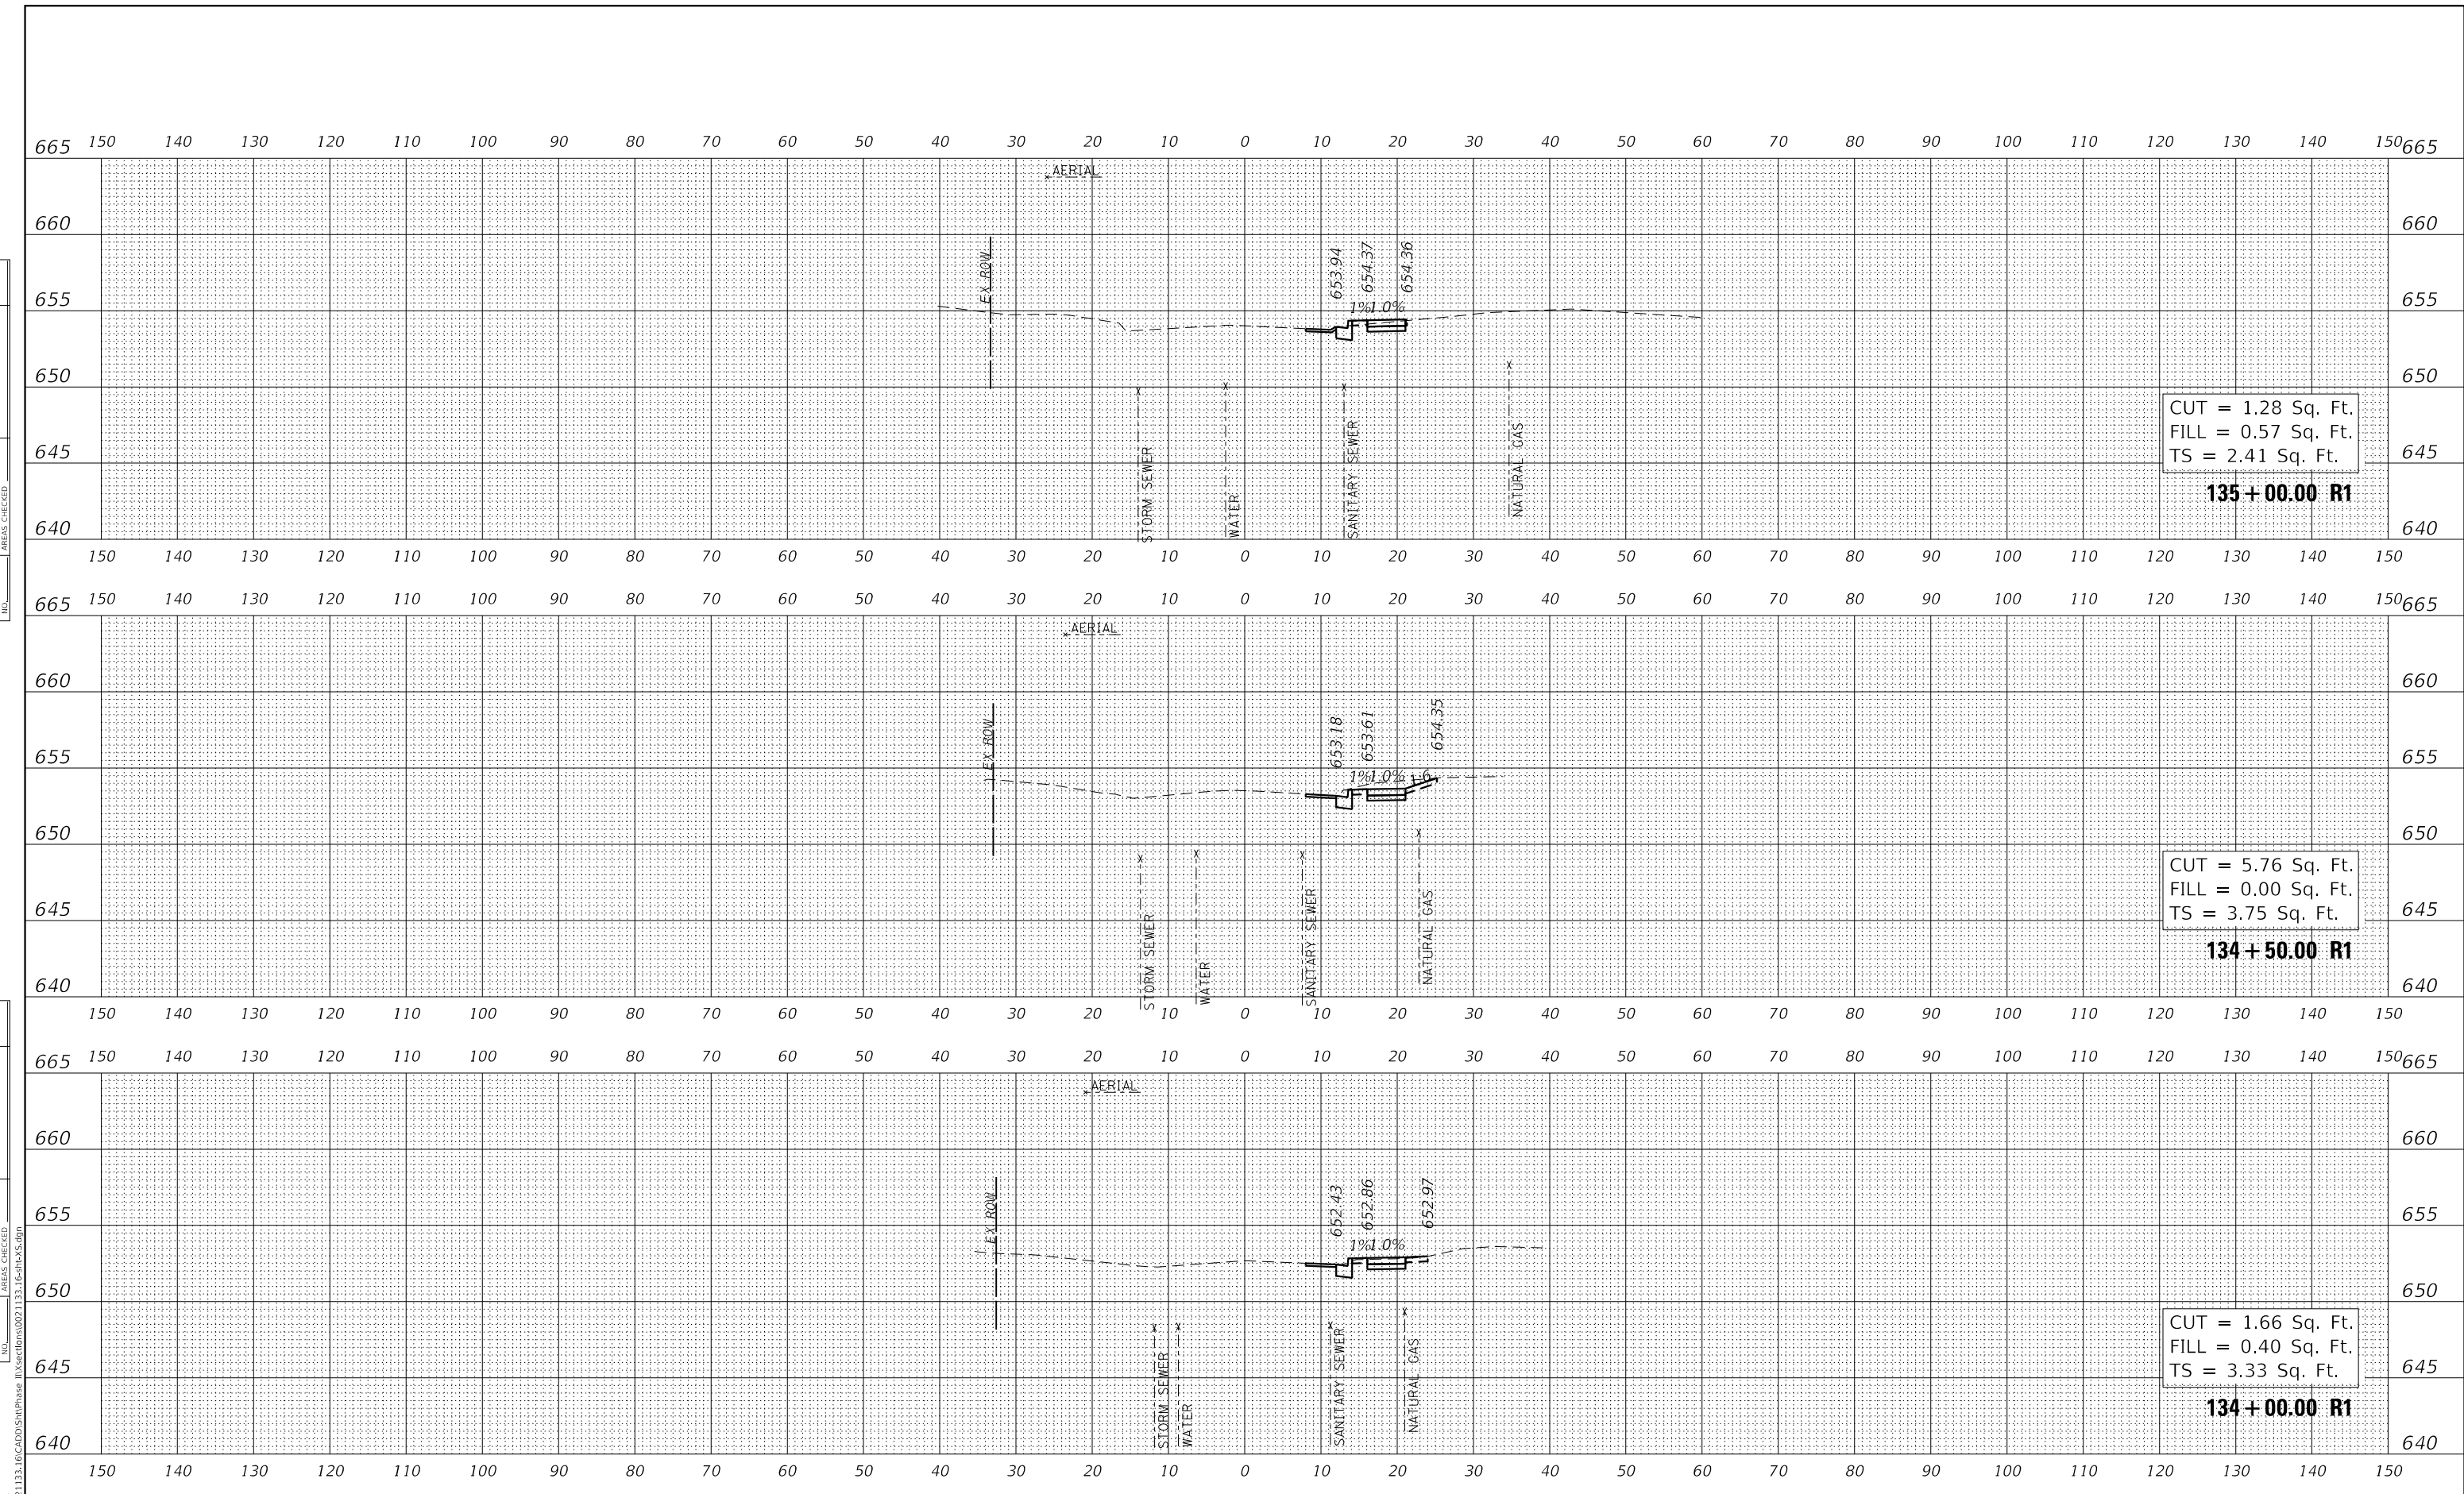 150 140 130 120 110 100 90 80 70 60 50 40 30 20 10 0 10 20 30 40 50 60 70 80 90 100 110 120 130 140 150
665 665
AERIAL
660 660
EX ROW 653.94 654.37 654.36
655 655
1% 1.0%
650 650
CUT = 1.28 Sq. Ft.
FILL = 0.57 Sq. Ft.
TS = 2.41 Sq. Ft.
645 645
STORM SEWER WATER SANITARY SEWER NATURAL GAS
135+00.00 R1
640 640
150 140 130 120 110 100 90 80 70 60 50 40 30 20 10 0 10 20 30 40 50 60 70 80 90 100 110 120 130 140 150
150 140 130 120 110 100 90 80 70 60 50 40 30 20 10 0 10 20 30 40 50 60 70 80 90 100 110 120 130 140 150
665 665
AERIAL
660 660
EX ROW 653.18 653.61 654.35
655 655
1% 1.0% 1:6
650 650
CUT = 5.76 Sq. Ft.
FILL = 0.00 Sq. Ft.
TS = 3.75 Sq. Ft.
645 645
STORM SEWER WATER SANITARY SEWER NATURAL GAS
134+50.00 R1
640 640
150 140 130 120 110 100 90 80 70 60 50 40 30 20 10 0 10 20 30 40 50 60 70 80 90 100 110 120 130 140 150
150 140 130 120 110 100 90 80 70 60 50 40 30 20 10 0 10 20 30 40 50 60 70 80 90 100 110 120 130 140 150
665 665
AERIAL
660 660
EX ROW 652.43 652.86 652.97
655 655
1% 1.0%
650 650
CUT = 1.66 Sq. Ft.
FILL = 0.40 Sq. Ft.
TS = 3.33 Sq. Ft.
645 645
STORM SEWER WATER SANITARY SEWER NATURAL GAS
134+00.00 R1
640 640
150 140 130 120 110 100 90 80 70 60 50 40 30 20 10 0 10 20 30 40 50 60 70 80 90 100 110 120 130 140 150
AREAS CHECKED
NO.
AREAS CHECKED
NO.
21133.16\CADD\Sht\Phase II\Xsections\0021133.16-sht-XS.dgn